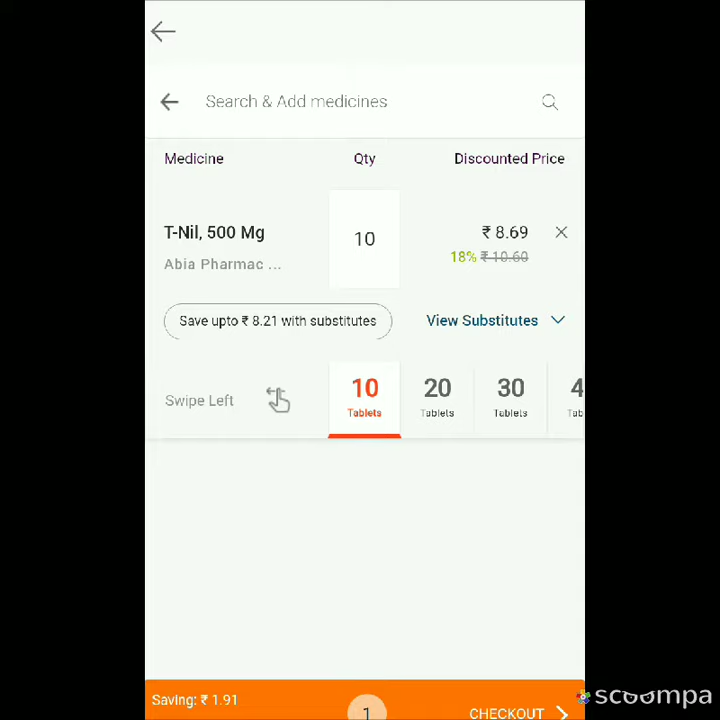 Search & Add medicines
Medicine Qty Discounted Price
T-Nil, 500 Mg 10 ₹ 8.69
Abia Pharmac ... 18% ₹ 10.60
Save upto ₹ 8.21 with substitutes View Substitutes
Swipe Left 10 20 30 4
Tablets Tablets Tablets Tab
Saving: ₹ 1.91 1 CHECKOUT
scoompa